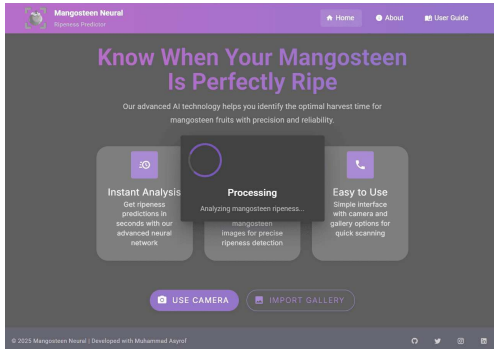 Mangosteen Neural
Ripeness Predictor
Home
About
User Guide
Know When Your Mangosteen
Is Perfectly Ripe
Our advanced AI technology helps you identify the optimal harvest time for
mangosteen fruits with precision and reliability.
Instant Analysis
Get ripeness
predictions in
seconds with our
advanced neural
network
Processing
Analyzing mangosteen ripeness...
mangosteen
images for precise
ripeness detection
Easy to Use
Simple interface
with camera and
gallery options for
quick scanning
USE CAMERA
IMPORT GALLERY
© 2025 Mangosteen Neural | Developed with Muhammad Asyrof